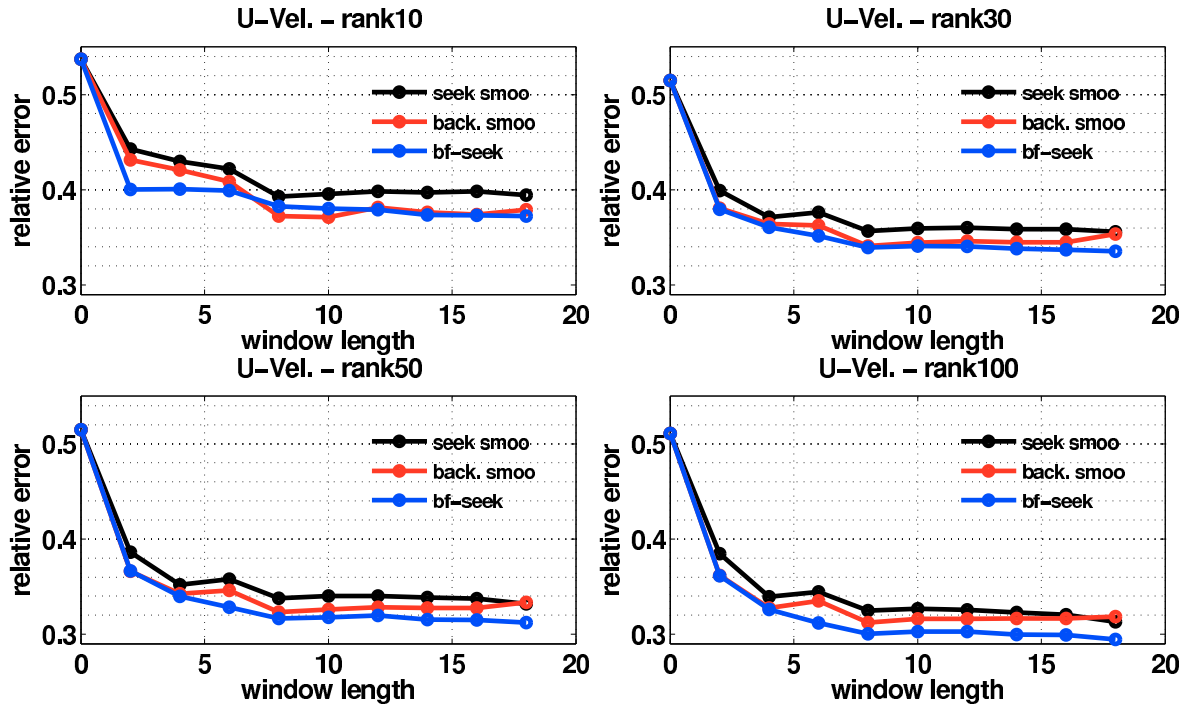 U-Vel. - rank10
relative error
0.5
0.4
0.3
seek smoo
back. smoo
bf-seek
0 5 10 15 20
window length
U-Vel. - rank30
relative error
0.5
0.4
0.3
seek smoo
back. smoo
bf-seek
0 5 10 15 20
window length
U-Vel. - rank50
relative error
0.5
0.4
0.3
seek smoo
back. smoo
bf-seek
0 5 10 15 20
window length
U-Vel. - rank100
relative error
0.5
0.4
0.3
seek smoo
back. smoo
bf-seek
0 5 10 15 20
window length